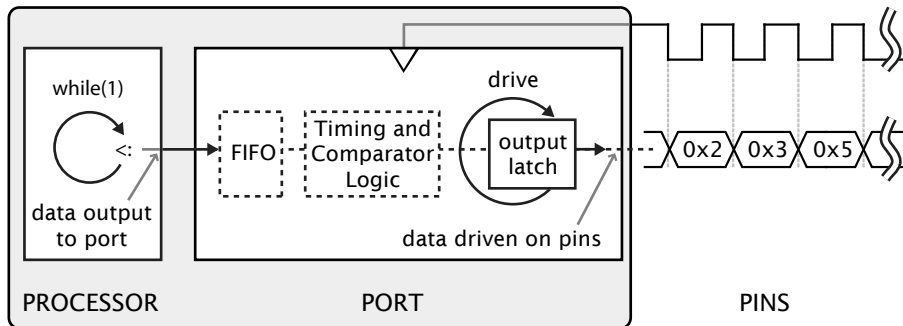 while(1)
<:
data output
to port
FIFO
Timing and
Comparator
Logic
drive
output
latch
data driven on pins
0x2
0x3
0x5
PROCESSOR
PORT
PINS